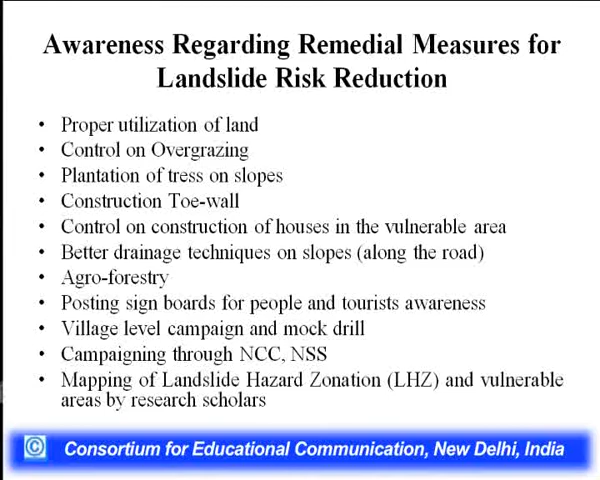 Awareness Regarding Remedial Measures for
Landslide Risk Reduction
• Proper utilization of land
• Control on Overgrazing
• Plantation of tress on slopes
• Construction Toe-wall
• Control on construction of houses in the vulnerable area
• Better drainage techniques on slopes (along the road)
• Agro-forestry
• Posting sign boards for people and tourists awareness
• Village level campaign and mock drill
• Campaigning through NCC, NSS
• Mapping of Landslide Hazard Zonation (LHZ) and vulnerable
areas by research scholars
© Consortium for Educational Communication, New Delhi, India